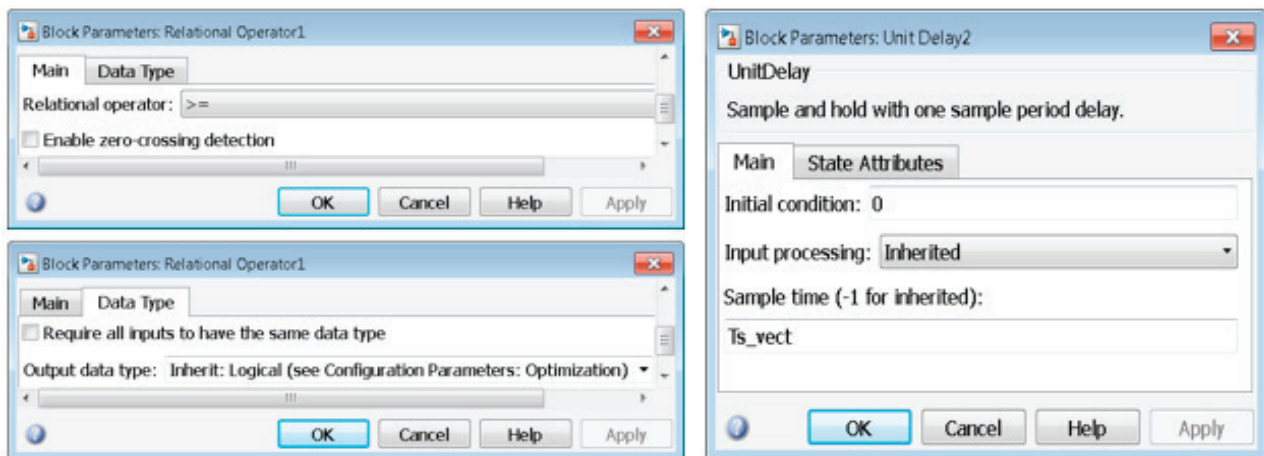 Block Parameters: Relational Operator1
Main Data Type
Relational operator: >=
Enable zero-crossing detection
OK Cancel Help Apply
Block Parameters: Relational Operator1
Main Data Type
Require all inputs to have the same data type
Output data type: Inherit: Logical (see Configuration Parameters: Optimization)
OK Cancel Help Apply
Block Parameters: Unit Delay2
UnitDelay
Sample and hold with one sample period delay.
Main State Attributes
Initial condition: 0
Input processing: Inherited
Sample time (-1 for inherited):
Ts_vect
OK Cancel Help Apply